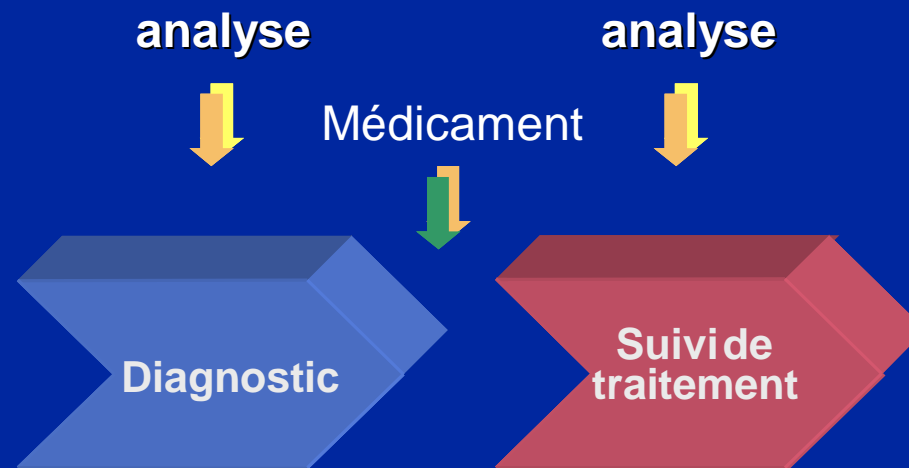 analyse
analyse
Médicament
Diagnostic
Suivi de
traitement